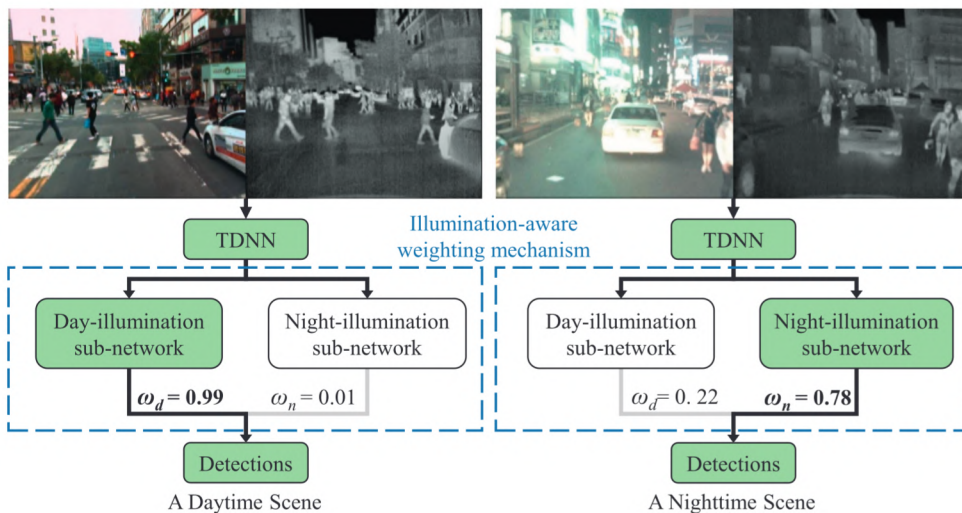 TDNN
Illumination-aware
weighting mechanism
TDNN
Day-illumination
sub-network
Night-illumination
sub-network
Day-illumination
sub-network
Night-illumination
sub-network
ω_d = 0.99
ω_n = 0.01
ω_d= 0. 22
ω_n = 0.78
Detections
Detections
A Daytime Scene
A Nighttime Scene